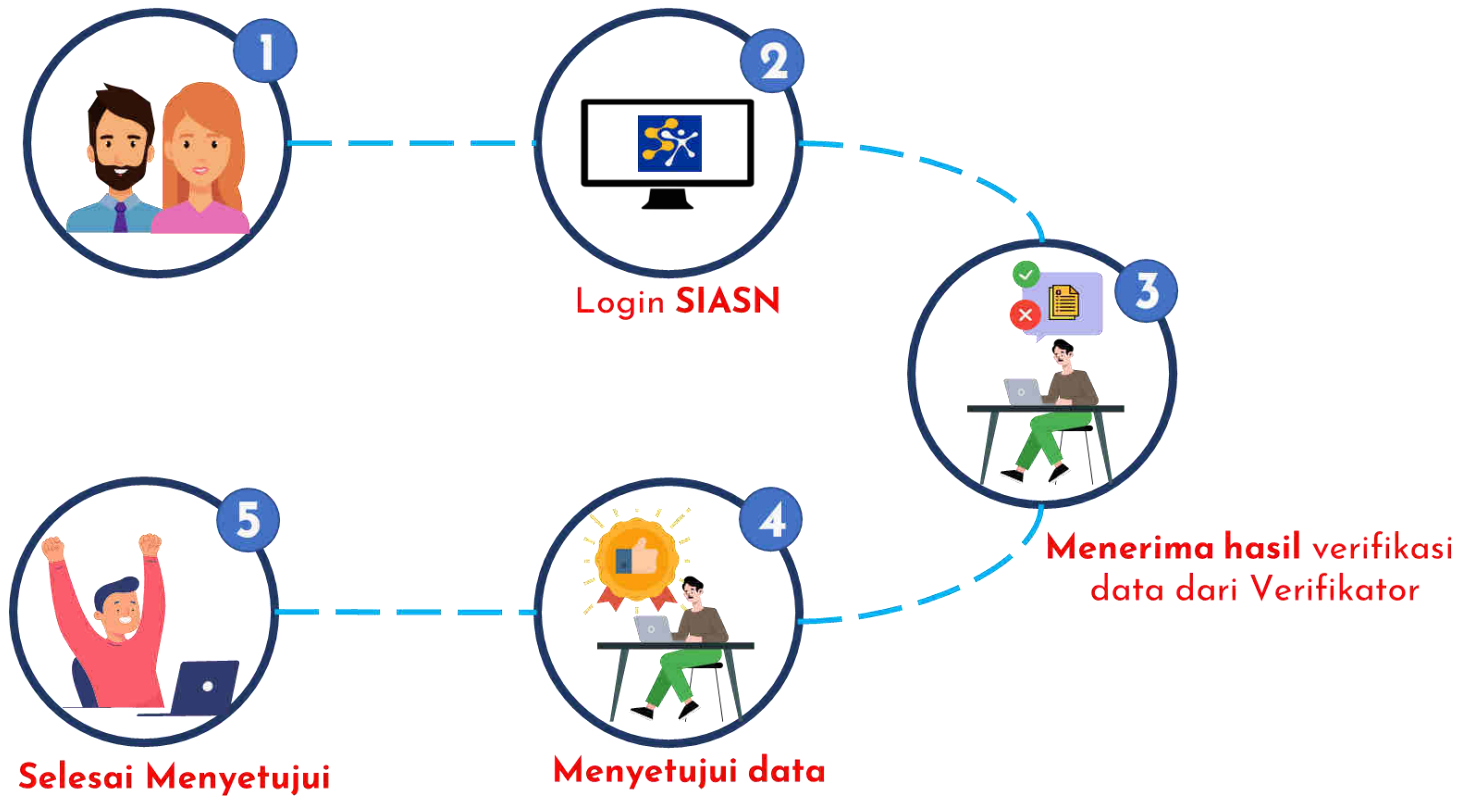 1
2
Login SIASN
3
Menerima hasil verifikasi
data dari Verifikator
4
Menyetujui data
5
Selesai Menyetujui